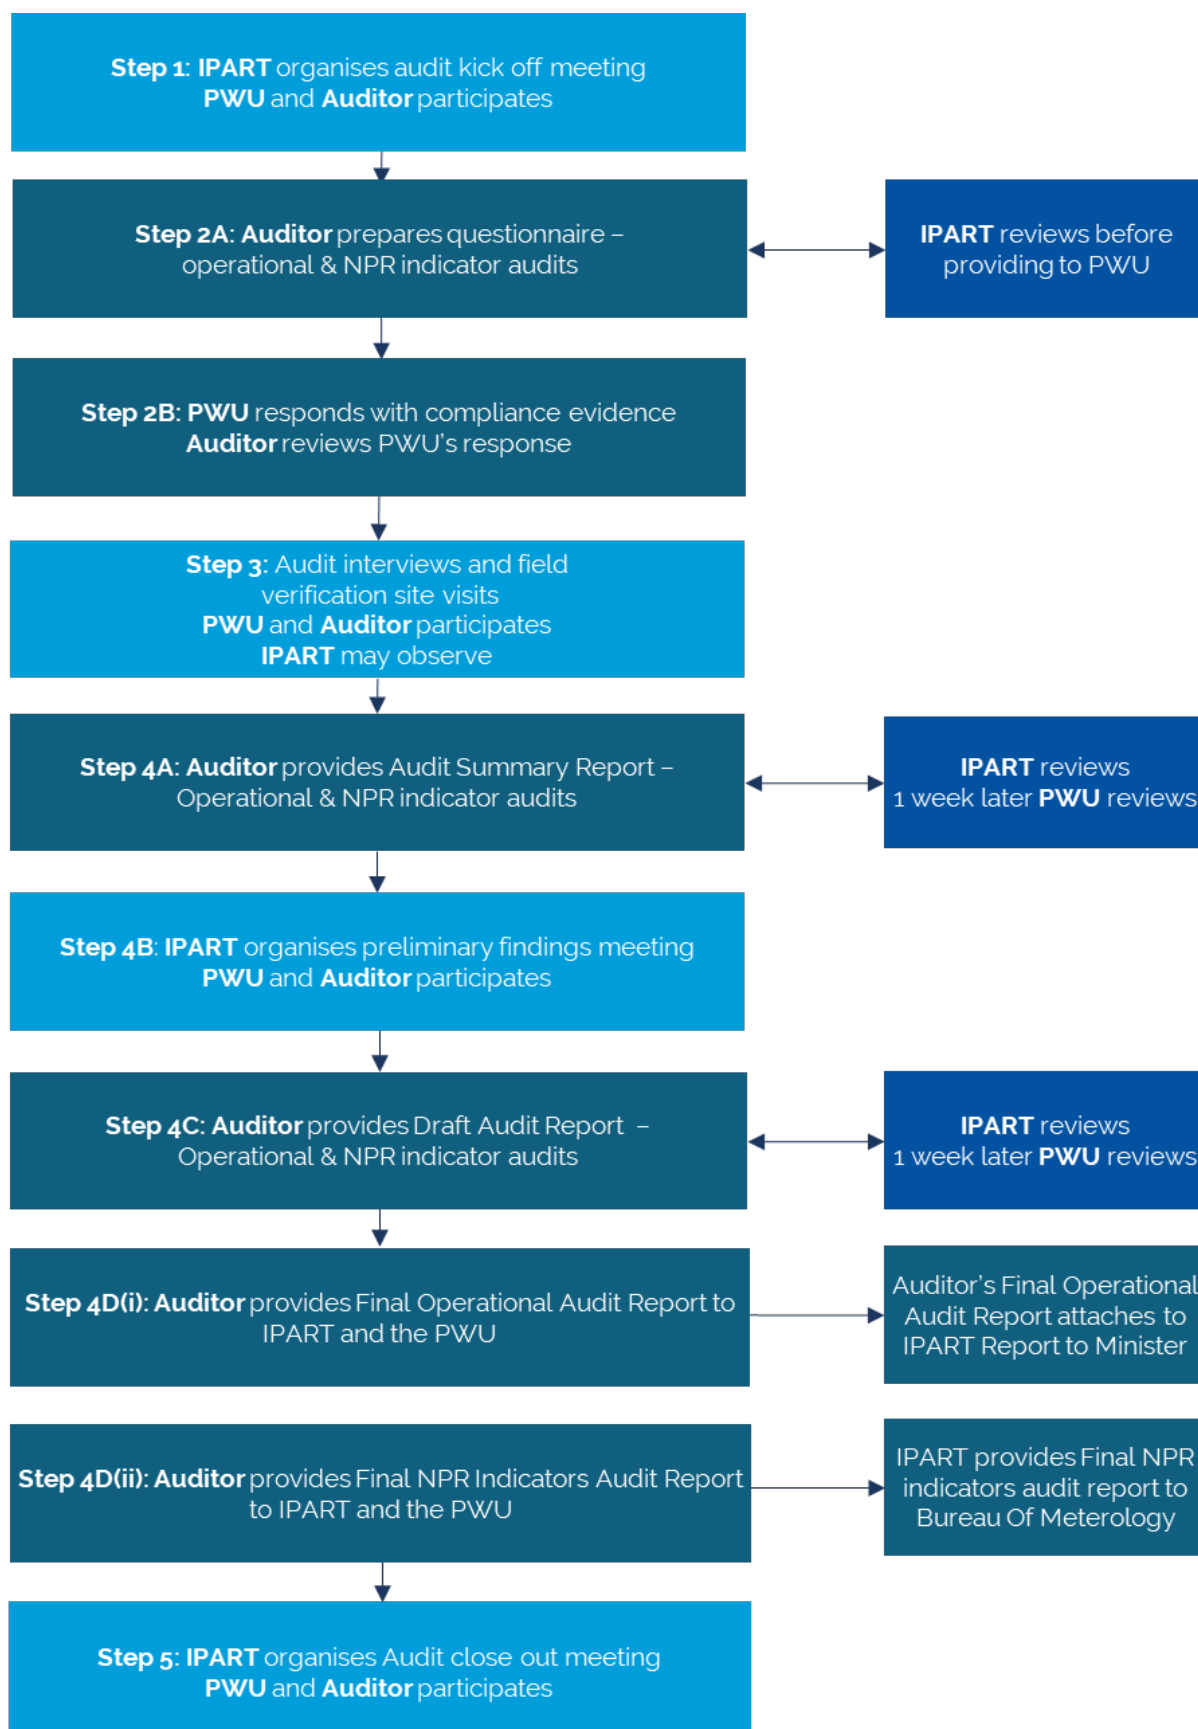 Step 1: IPART organises audit kick off meeting
PWU and Auditor participates
Step 2A: Auditor prepares questionnaire –
operational & NPR indicator audits
IPART reviews before
providing to PWU
Step 2B: PWU responds with compliance evidence
Auditor reviews PWU's response
Step 3: Audit interviews and field
verification site visits
PWU and Auditor participates
IPART may observe
Step 4A: Auditor provides Audit Summary Report –
Operational & NPR indicator audits
IPART reviews
1 week later PWU reviews
Step 4B: IPART organises preliminary findings meeting
PWU and Auditor participates
Step 4C: Auditor provides Draft Audit Report –
Operational & NPR indicator audits
IPART reviews
1 week later PWU reviews
Step 4D(i): Auditor provides Final Operational Audit Report to
IPART and the PWU
Auditor's Final Operational
Audit Report attaches to
IPART Report to Minister
Step 4D(ii): Auditor provides Final NPR Indicators Audit Report
to IPART and the PWU
IPART provides Final NPR
indicators audit report to
Bureau Of Meterology
Step 5: IPART organises Audit close out meeting
PWU and Auditor participates